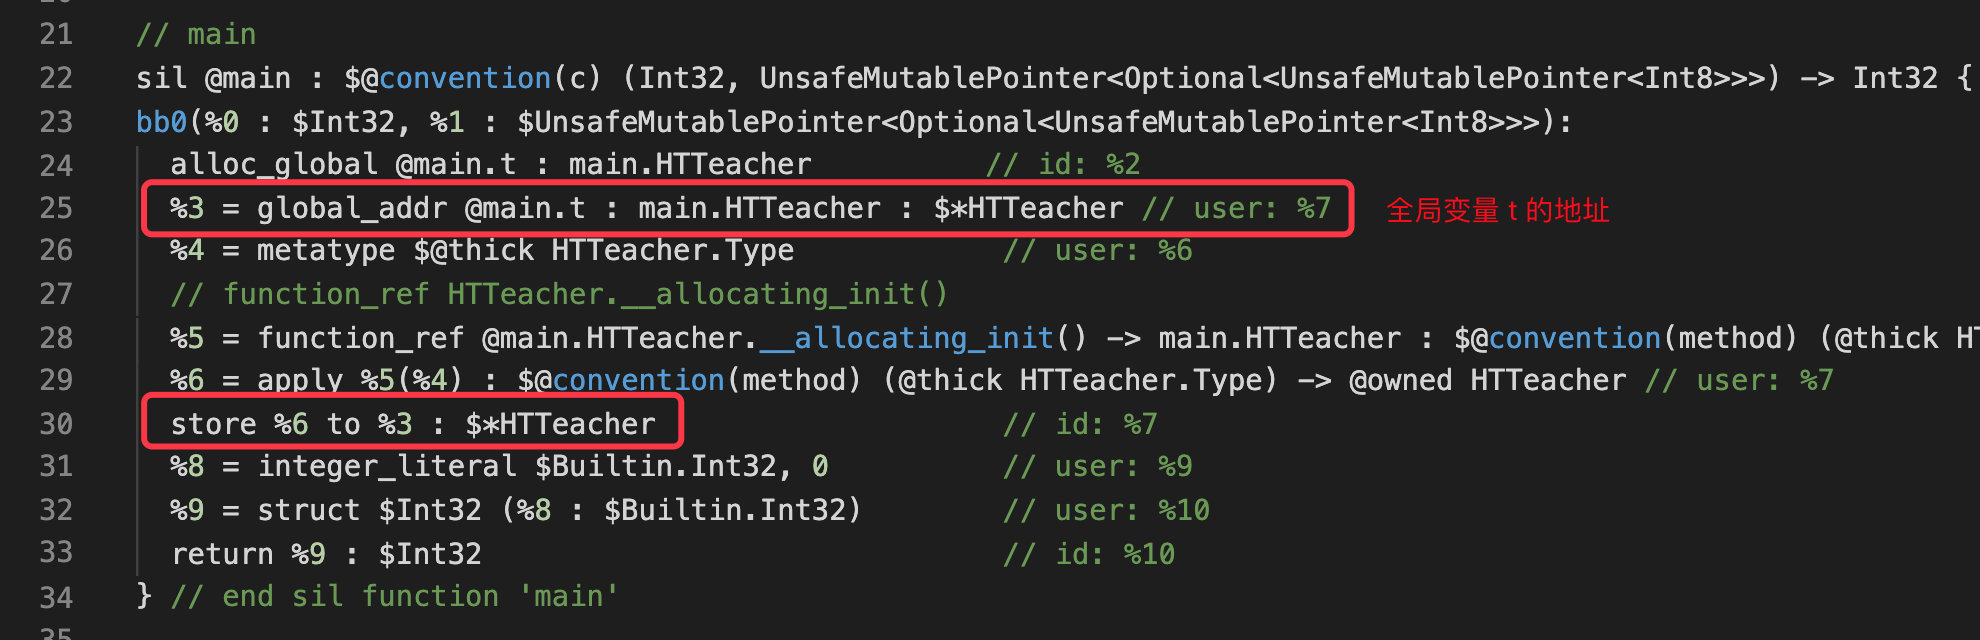 21 // main
22 sil @main : $@convention(c) (Int32, UnsafeMutablePointer<Optional<UnsafeMutablePointer<Int8>>>) -> Int32 {
23 bb0(%0 : $Int32, %1 : $UnsafeMutablePointer<Optional<UnsafeMutablePointer<Int8>>>):
24 alloc_global @main.t : main.HTTeacher // id: %2
25 %3 = global_addr @main.t : main.HTTeacher : $*HTTeacher // user: %7 全局变量 t 的地址
26 %4 = metatype $@thick HTTeacher.Type // user: %6
27 // function_ref HTTeacher.__allocating_init()
28 %5 = function_ref @main.HTTeacher.__allocating_init() -> main.HTTeacher : $@convention(method) (@thick HT
29 %6 = apply %5(%4) : $@convention(method) (@thick HTTeacher.Type) -> @owned HTTeacher // user: %7
30 store %6 to %3 : $*HTTeacher // id: %7
31 %8 = integer_literal $Builtin.Int32, 0 // user: %9
32 %9 = struct $Int32 (%8 : $Builtin.Int32) // user: %10
33 return %9 : $Int32 // id: %10
34 } // end sil function 'main'
35